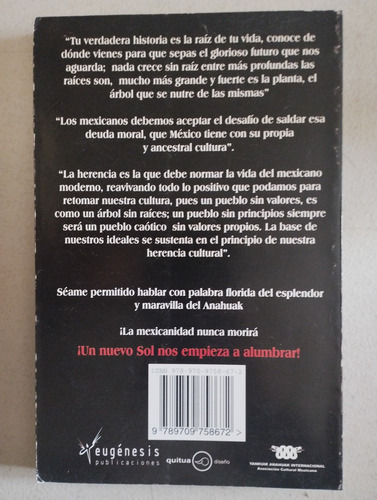 "Tu verdadera historia es la raíz de tu vida, conoce de
dónde vienes para que sepas el glorioso futuro que nos
aguarda; nada crece sin raíz entre más profundas las
raíces son, mucho más grande y fuerte es la planta, el
árbol que se nutre de las mismas"
"Los mexicanos debemos aceptar el desafío de saldar esa
deuda moral, que México tiene con su propia
y ancestral cultura".
"La herencia es la que debe normar la vida del mexicano
moderno, reavivando todo lo positivo que podamos para
retomar nuestra cultura, pues un pueblo sin valores, es
como un árbol sin raíces; un pueblo sin principios siempre
será un pueblo caótico sin valores propios. La base de
nuestros ideales se sustenta en el principio de nuestra
herencia cultural".
Séame permitido hablar con palabra florida del esplendor
y maravilla del Anahuak
¡La mexicanidad nunca morirá
¡Un nuevo Sol nos empieza a alumbrar!
ISBN 978-970-9758-67-2
9 789709 758672 >
eugénesis
publicaciones
quitua diseño
YANKUIK ANAHUAK INTERNACIONAL
Asociación Cultural Mexicana